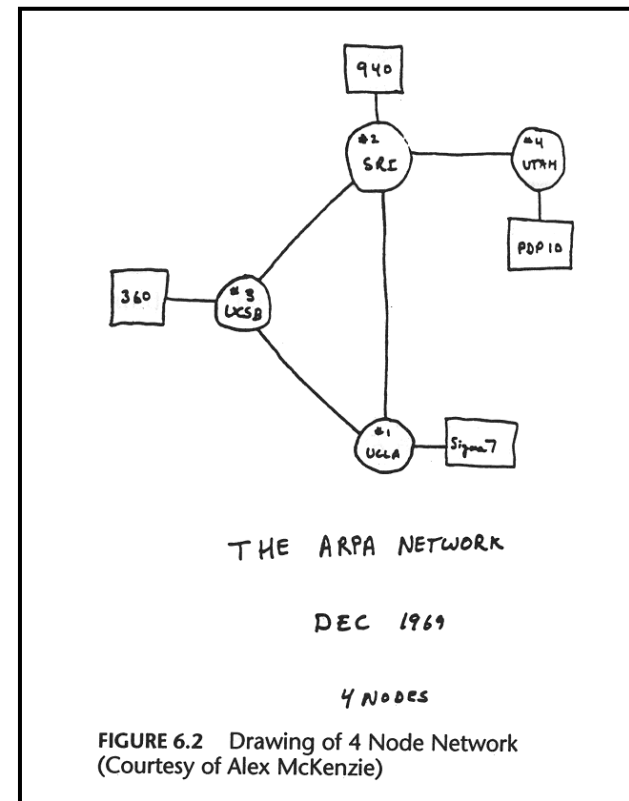 940
#2
SRI
#4
UTAH
PDP 10
360
#3
UCSB
#1
UCLA
Sigma 7
THE ARPA NETWORK
DEC 1969
4 NODES
FIGURE 6.2 Drawing of 4 Node Network
(Courtesy of Alex McKenzie)